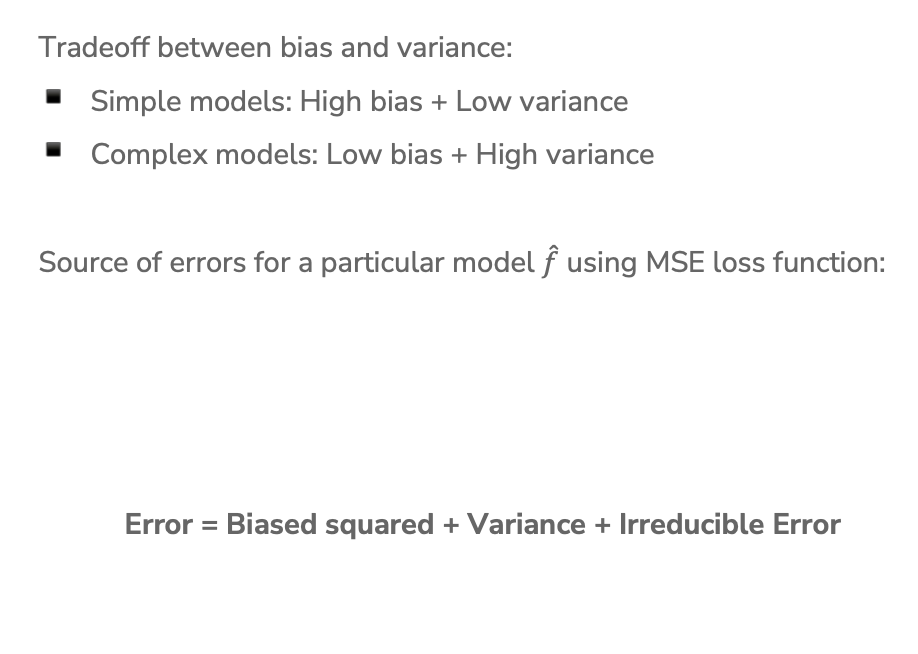 Tradeoff between bias and variance:
▪ Simple models: High bias + Low variance
▪ Complex models: Low bias + High variance
Source of errors for a particular model f̂ using MSE loss function:
Error = Biased squared + Variance + Irreducible Error